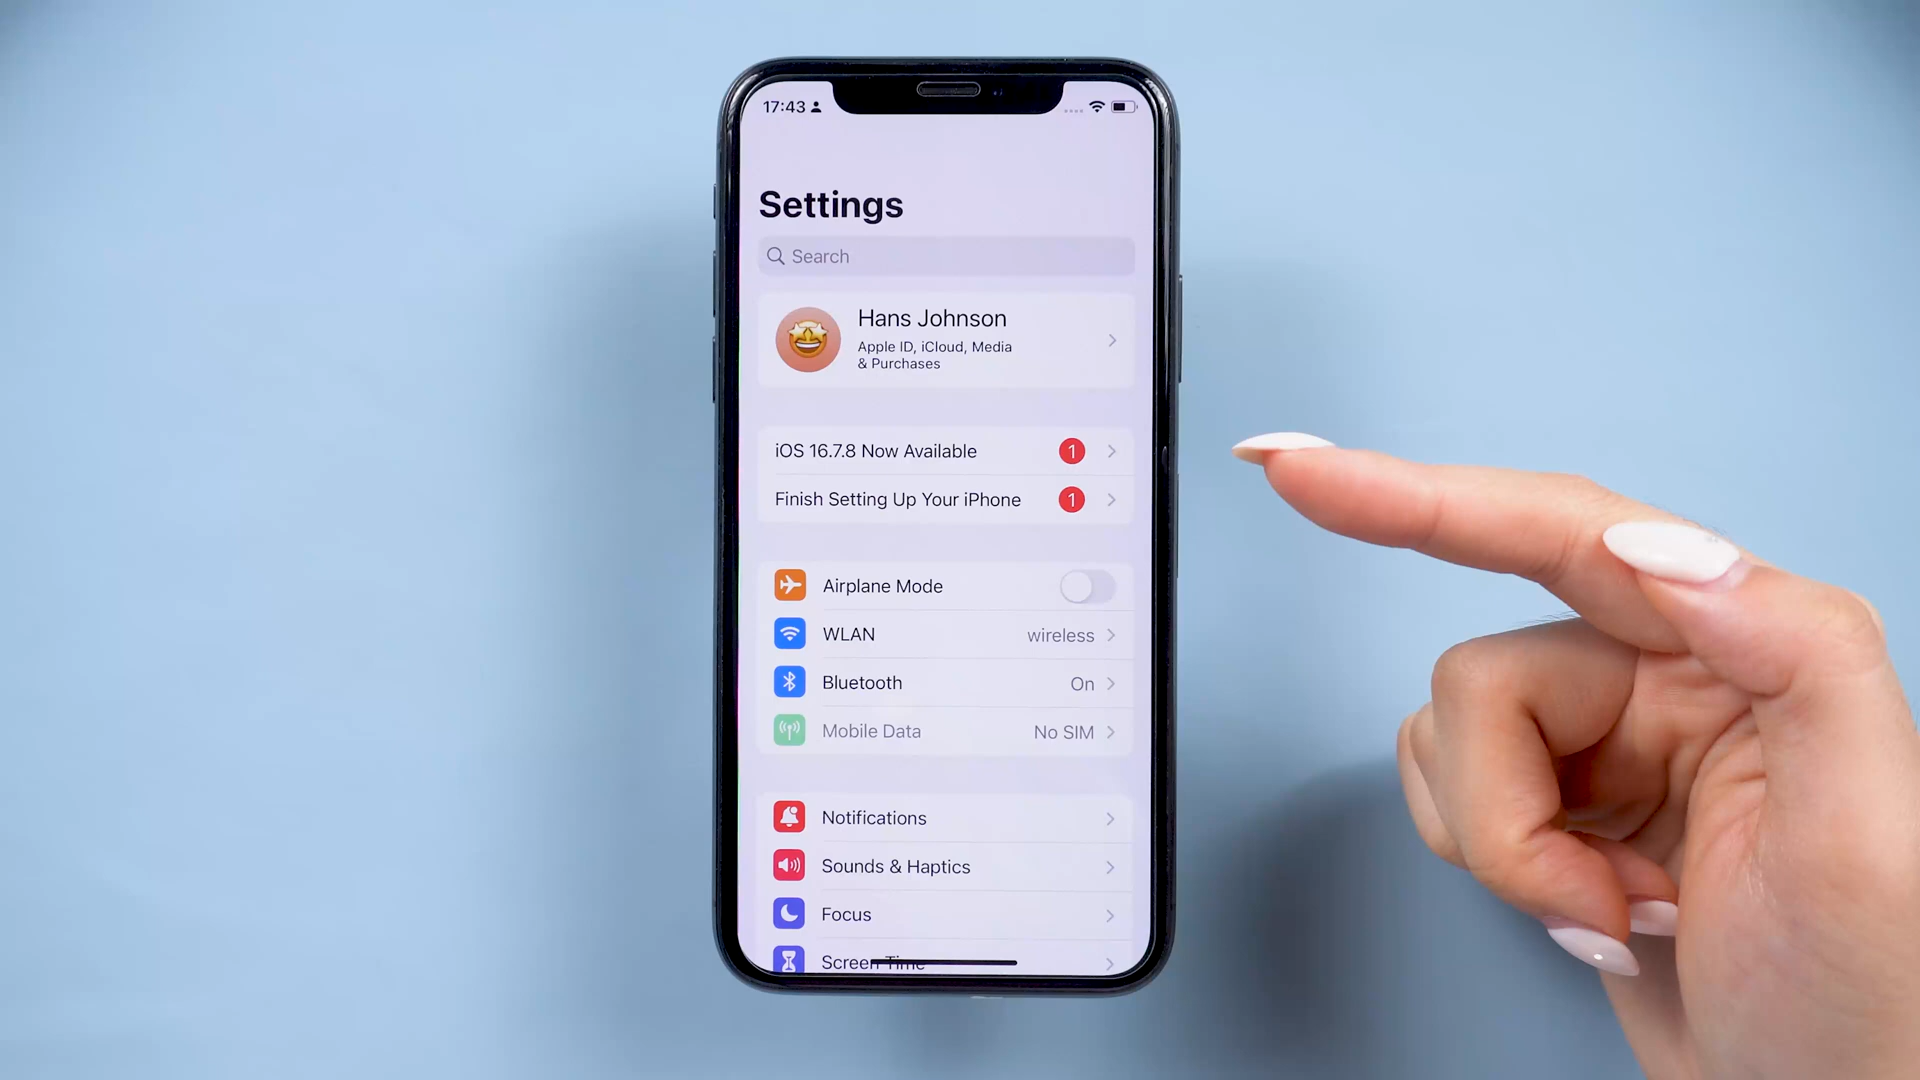 17:43
Settings
Search
Hans Johnson
Apple ID, iCloud, Media
& Purchases
iOS 16.7.8 Now Available 1
Finish Setting Up Your iPhone 1
Airplane Mode
WLAN wireless
Bluetooth On
Mobile Data No SIM
Notifications
Sounds & Haptics
Focus
Screen Time